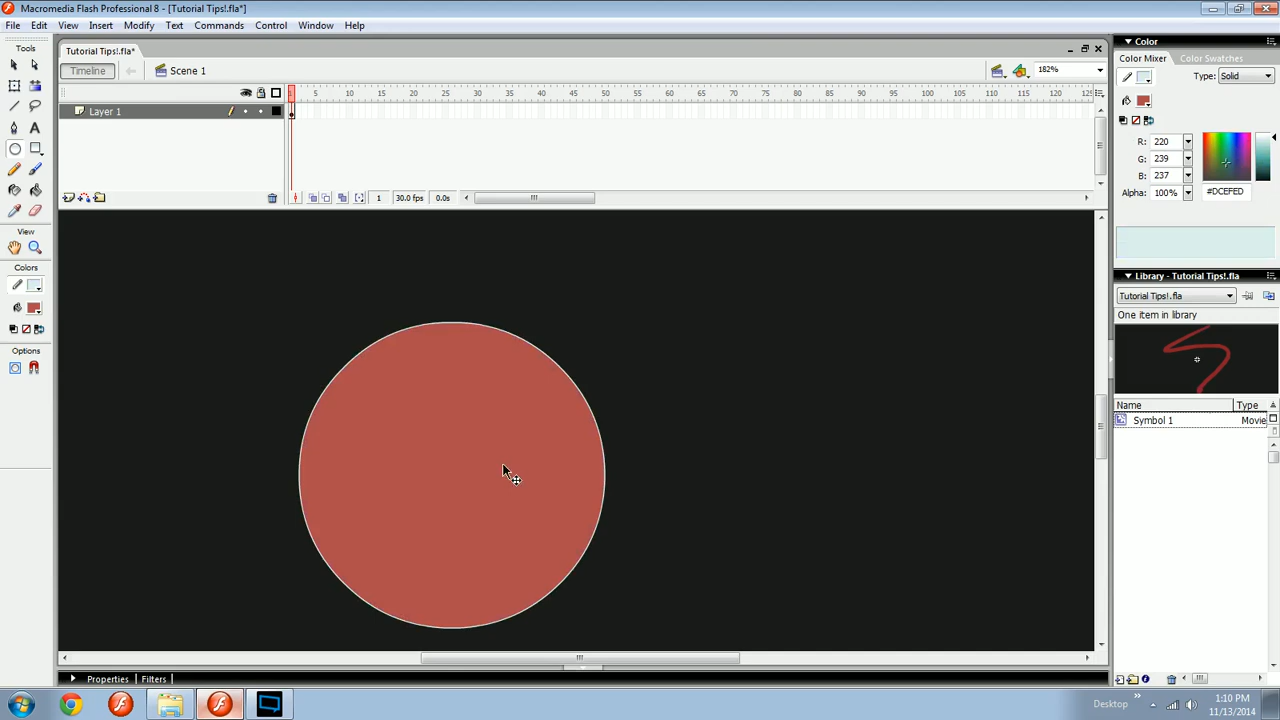 Macromedia Flash Professional 8 - [Tutorial Tips!.fla*]
File Edit View Insert Modify Text Commands Control Window Help
Tools
Tutorial Tips!.fla*
Timeline
Scene 1
182%
5 10 15 20 25 30 35 40 45 50 55 60 65 70 75 80 85 90 95 100 105 110 115 120 125
Layer 1
1 30.0 fps 0.0s
View
Colors
Options
Color
Color Mixer Color Swatches
Type: Solid
R: 220
G: 239
B: 237
Alpha: 100%
#DCEFED
Library - Tutorial Tips!.fla
Tutorial Tips!.fla
One item in library
Name Type
Symbol 1 Movie
Properties Filters
Desktop
1:10 PM
11/13/2014